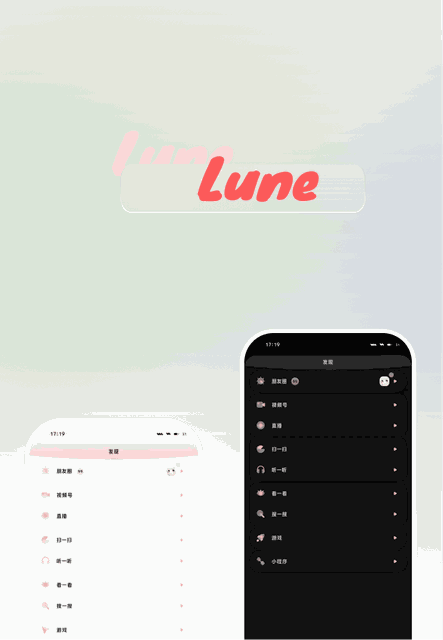 Lune
Lune
17:19
发现
朋友圈
视频号
直播
扫一扫
听一听
看一看
搜一搜
游戏
17:19
发现
朋友圈
视频号
直播
扫一扫
听一听
看一看
搜一搜
游戏
小程序